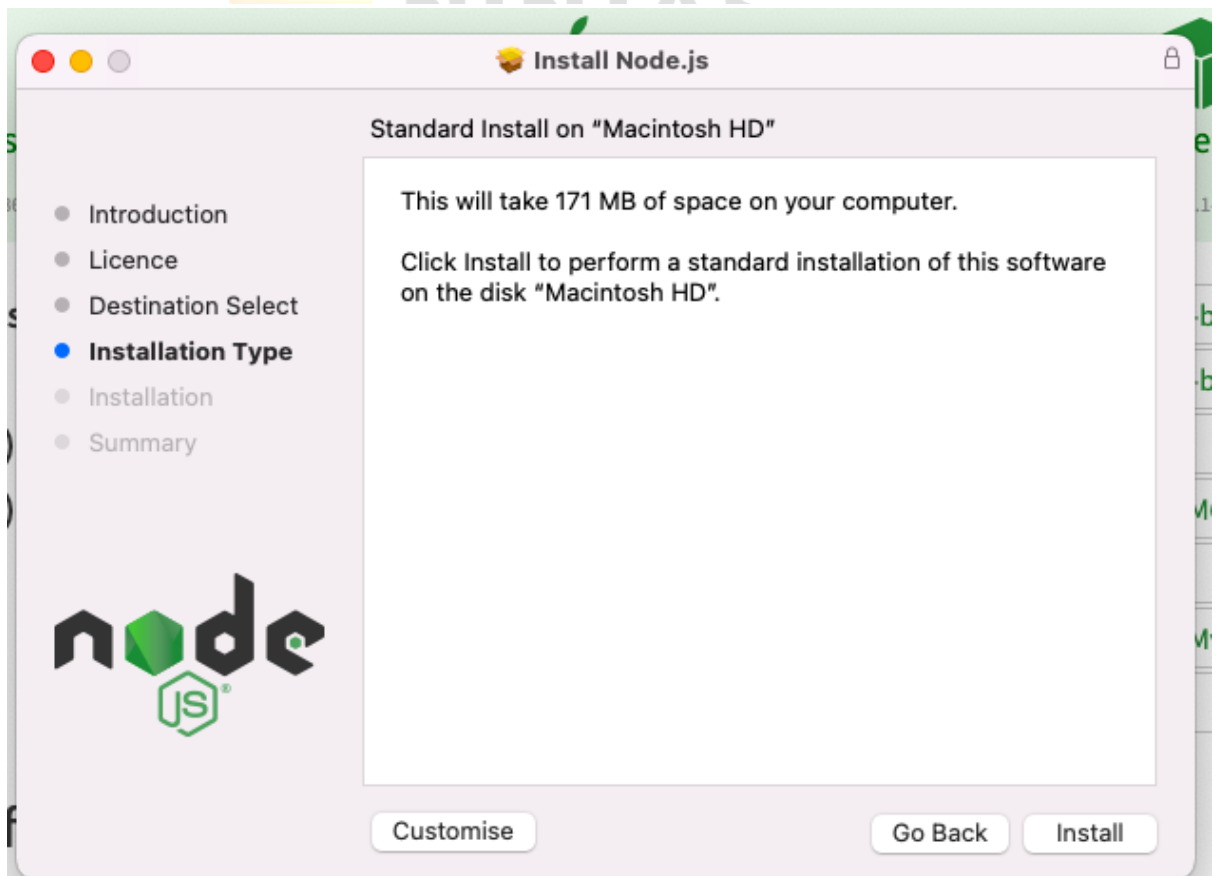 Install Node.js
Standard Install on “Macintosh HD”
Introduction
Licence
Destination Select
Installation Type
Installation
Summary
This will take 171 MB of space on your computer.
Click Install to perform a standard installation of this software
on the disk “Macintosh HD”.
node
JS®
Customise
Go Back
Install